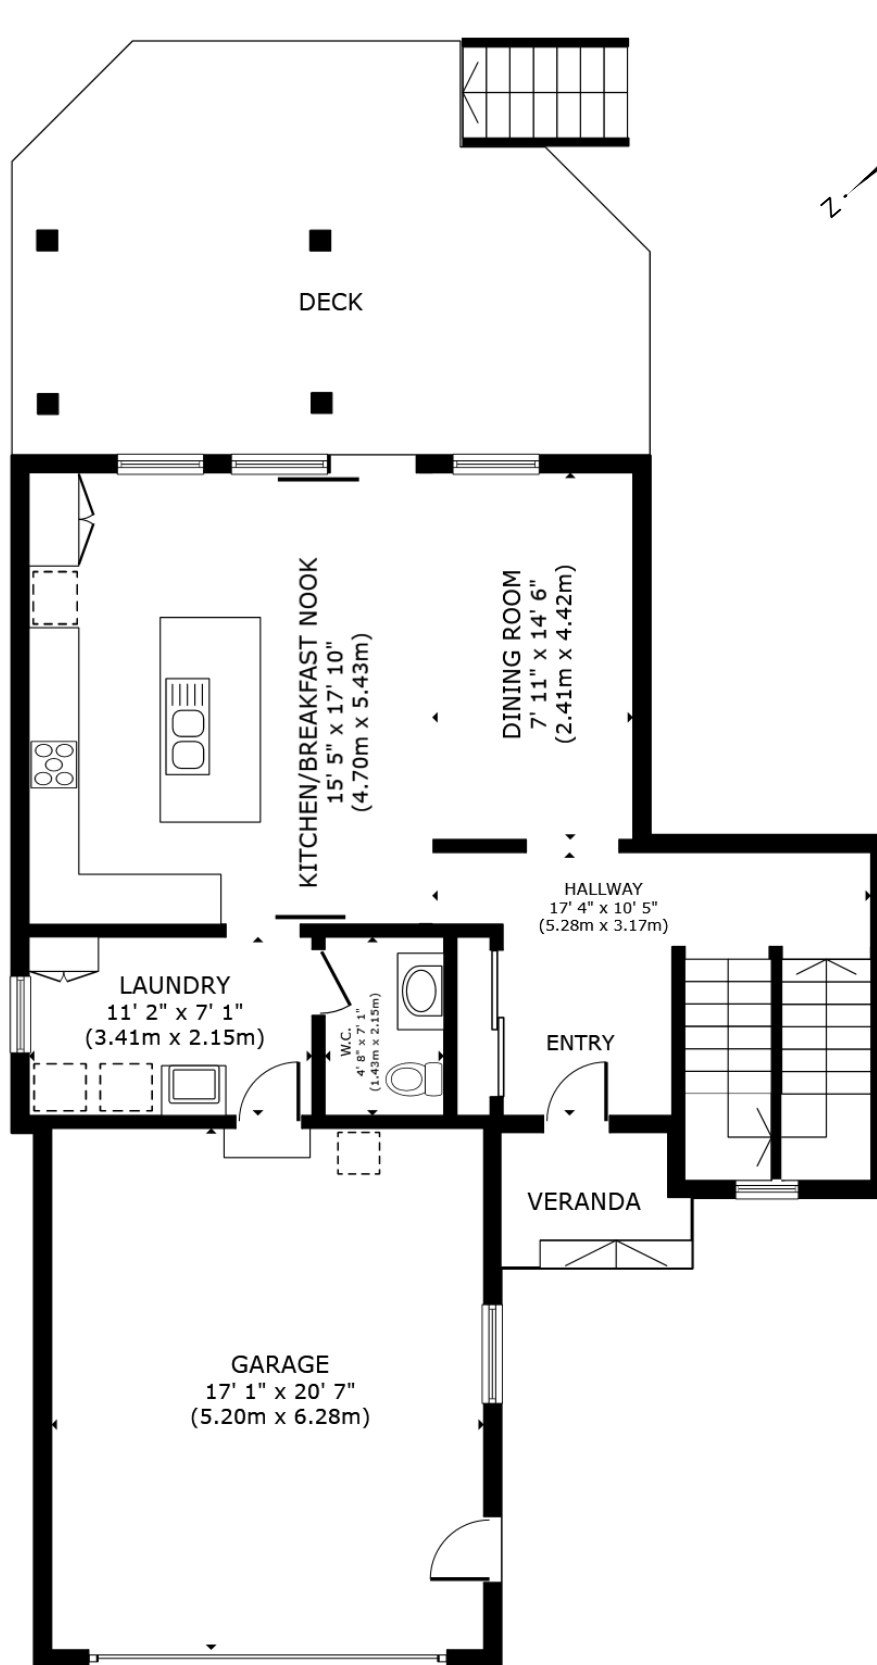 N
DECK
KITCHEN/BREAKFAST NOOK
15' 5" x 17' 10"
(4.70m x 5.43m)
DINING ROOM
7' 11" x 14' 6"
(2.41m x 4.42m)
HALLWAY
17' 4" x 10' 5"
(5.28m x 3.17m)
LAUNDRY
11' 2" x 7' 1"
(3.41m x 2.15m)
W.C.
4' 8" x 7' 1"
(1.43m x 2.15m)
ENTRY
VERANDA
GARAGE
17' 1" x 20' 7"
(5.20m x 6.28m)